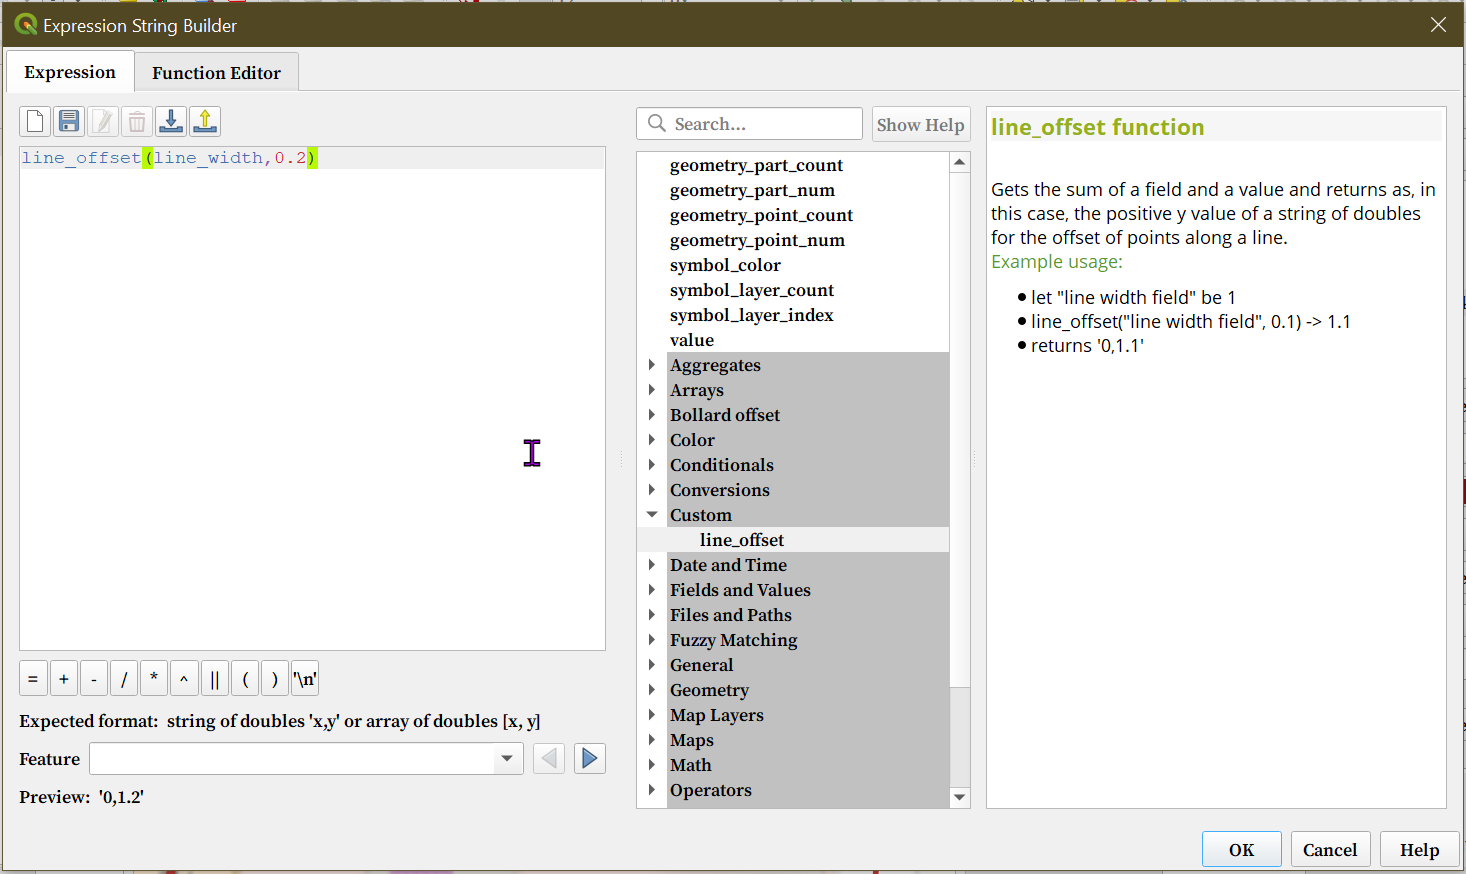 Expression String Builder
Expression
Function Editor
line_offset(line_width,0.2)
= + - / * ^ || ( ) '\n'
Expected format: string of doubles 'x,y' or array of doubles [x, y]
Feature
Preview: '0,1.2'
Search...
Show Help
geometry_part_count
geometry_part_num
geometry_point_count
geometry_point_num
symbol_color
symbol_layer_count
symbol_layer_index
value
Aggregates
Arrays
Bollard offset
Color
Conditionals
Conversions
Custom
line_offset
Date and Time
Fields and Values
Files and Paths
Fuzzy Matching
General
Geometry
Map Layers
Maps
Math
Operators
line_offset function
Gets the sum of a field and a value and returns as, in
this case, the positive y value of a string of doubles
for the offset of points along a line.
Example usage:
● let "line width field" be 1
● line_offset("line width field", 0.1) -> 1.1
● returns '0,1.1'
OK
Cancel
Help